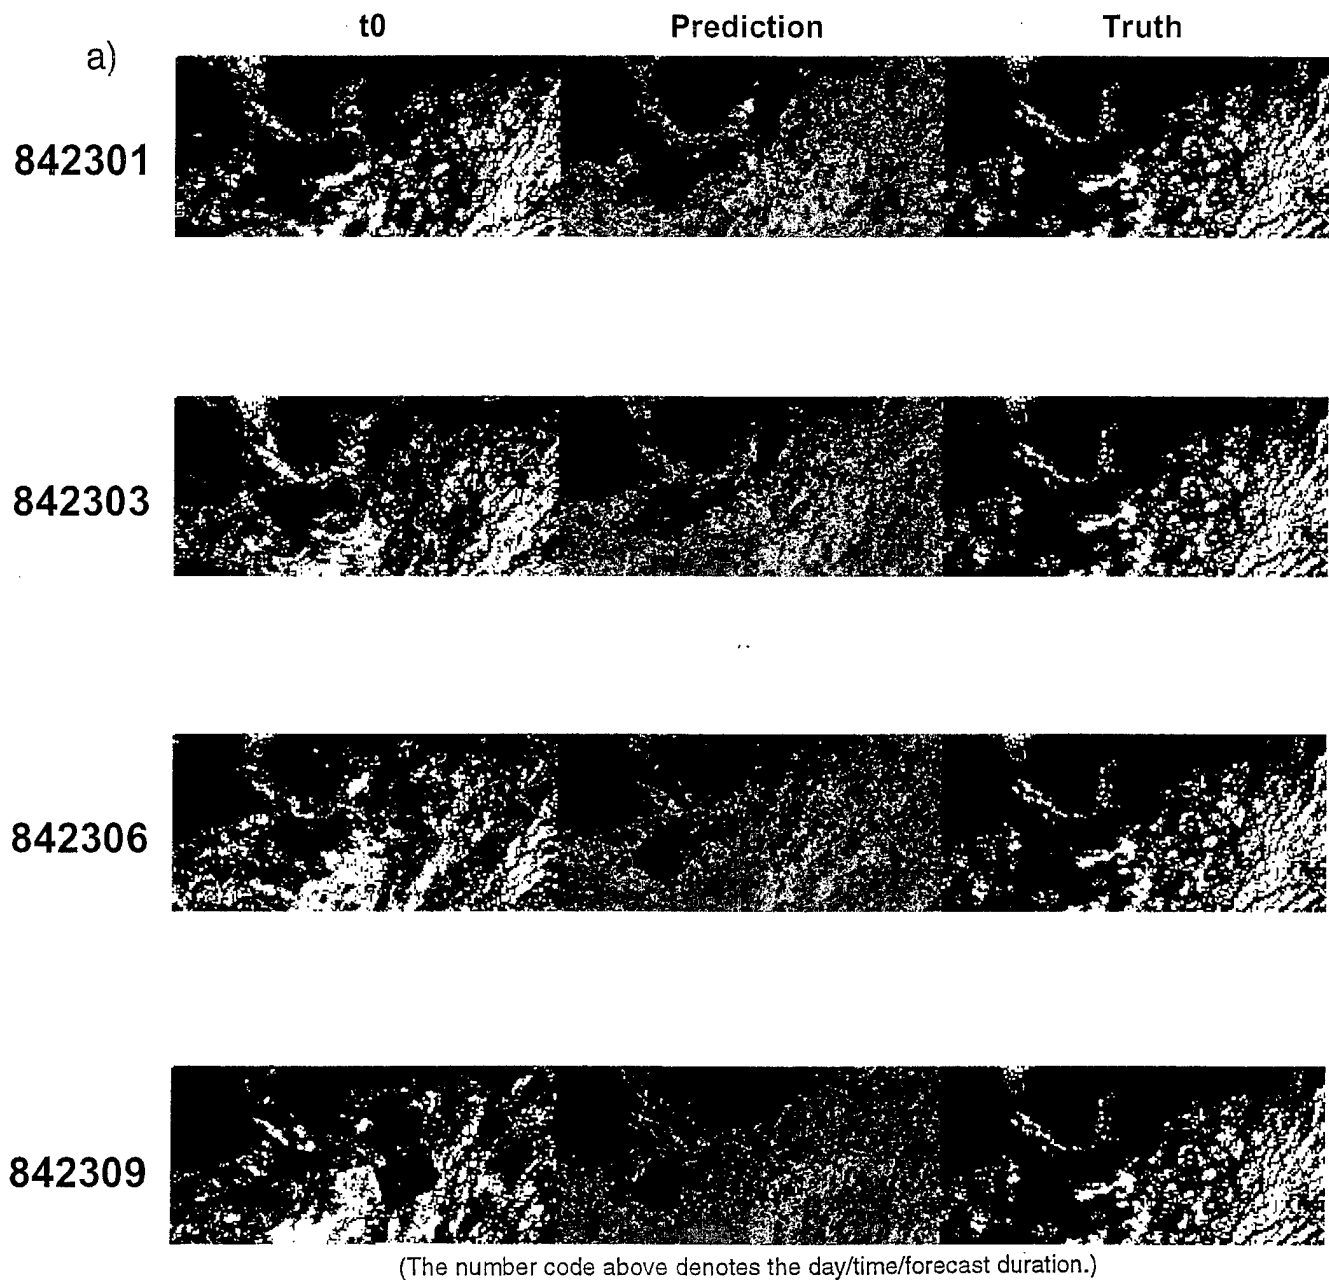 t0 Prediction Truth
a)
842301
842303
842306
842309
(The number code above denotes the day/time/forecast duration.)